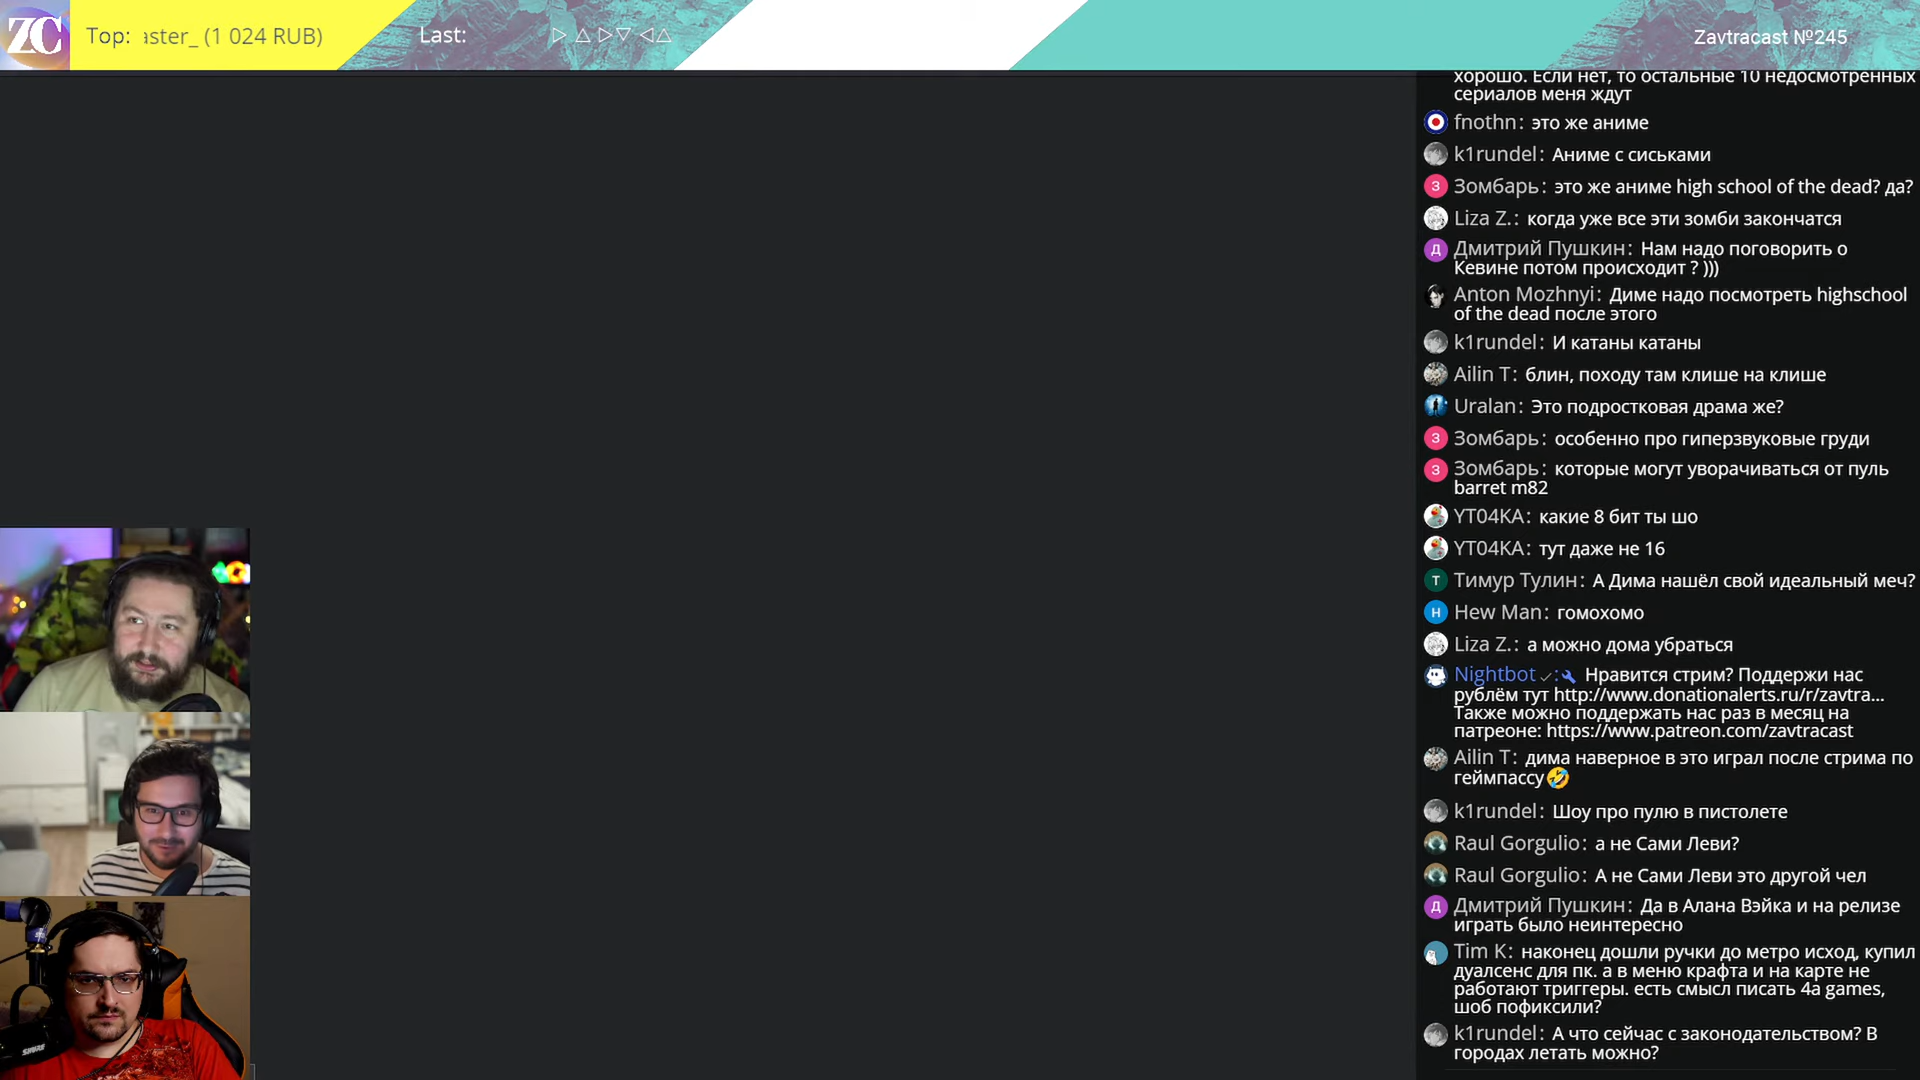 ZC
Top: aster_ (1 024 RUB)
Last:
Zavtracast №245
хорошо. Если нет, то остальные 10 недосмотренных
сериалов меня ждут
fnothn: это же аниме
k1rundel: Аниме с сиськами
З Зомбарь: это же аниме high school of the dead? да?
Liza Z.: когда уже все эти зомби закончатся
Д Дмитрий Пушкин: Нам надо поговорить о
Кевине потом происходит ? )))
Anton Mozhnyi: Диме надо посмотреть highschool
of the dead после этого
k1rundel: И катаны катаны
Ailin T: блин, походу там клише на клише
Uralan: Это подростковая драма же?
З Зомбарь: особенно про гиперзвуковые груди
З Зомбарь: которые могут уворачиваться от пуль
barret m82
YT04KA: какие 8 бит ты шо
YT04KA: тут даже не 16
Т Тимур Тулин: А Дима нашёл свой идеальный меч?
H Hew Man: гомохомо
Liza Z.: а можно дома убраться
Nightbot: Нравится стрим? Поддержи нас
рублём тут http://www.donationalerts.ru/r/zavtra...
Также можно поддержать нас раз в месяц на
патреоне: https://www.patreon.com/zavtracast
Ailin T: дима наверное в это играл после стрима по
геймпассу🤣
k1rundel: Шоу про пулю в пистолете
Raul Gorgulio: а не Сами Леви?
Raul Gorgulio: А не Сами Леви это другой чел
Д Дмитрий Пушкин: Да в Алана Вэйка и на релизе
играть было неинтересно
Tim K: наконец дошли ручки до метро исход, купил
дуалсенс для пк. а в меню крафта и на карте не
работают триггеры. есть смысл писать 4a games,
шоб пофиксили?
k1rundel: А что сейчас с законодательством? В
городах летать можно?
SHURE